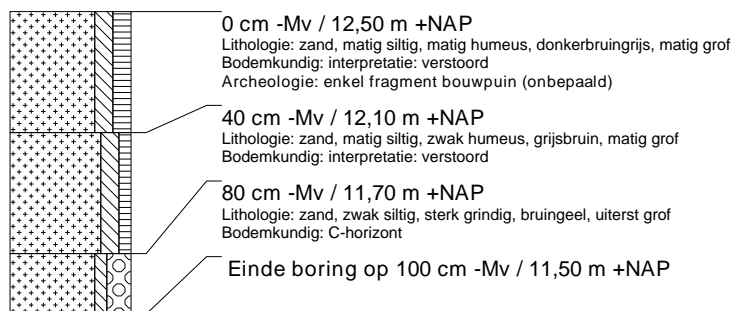 0 cm -Mv / 12,50 m +NAP
Lithologie: zand, matig siltig, matig humeus, donkerbruingrijs, matig grof
Bodemkundig: interpretatie: verstoord
Archeologie: enkel fragment bouwpuin (onbepaald)
40 cm -Mv / 12,10 m +NAP
Lithologie: zand, matig siltig, zwak humeus, grijsbruin, matig grof
Bodemkundig: interpretatie: verstoord
80 cm -Mv / 11,70 m +NAP
Lithologie: zand, zwak siltig, sterk grindig, bruingeel, uiterst grof
Bodemkundig: C-horizont
Einde boring op 100 cm -Mv / 11,50 m +NAP